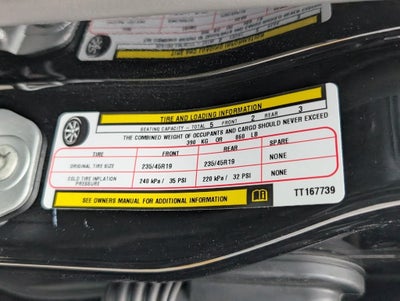 TIRE AND LOADING INFORMATION
SEATING CAPACITY - TOTAL 5 FRONT 2 REAR 3
THE COMBINED WEIGHT OF OCCUPANTS AND CARGO SHOULD NEVER EXCEED
390 KG OR 860 LB
TIRE FRONT REAR SPARE
ORIGINAL TIRE SIZE 235/45R19 235/45R19 NONE
COLD TIRE INFLATION PRESSURE 240 kPa / 35 PSI 220 kPa / 32 PSI NONE
SEE OWNERS MANUAL FOR ADDITIONAL INFORMATION
TT167739